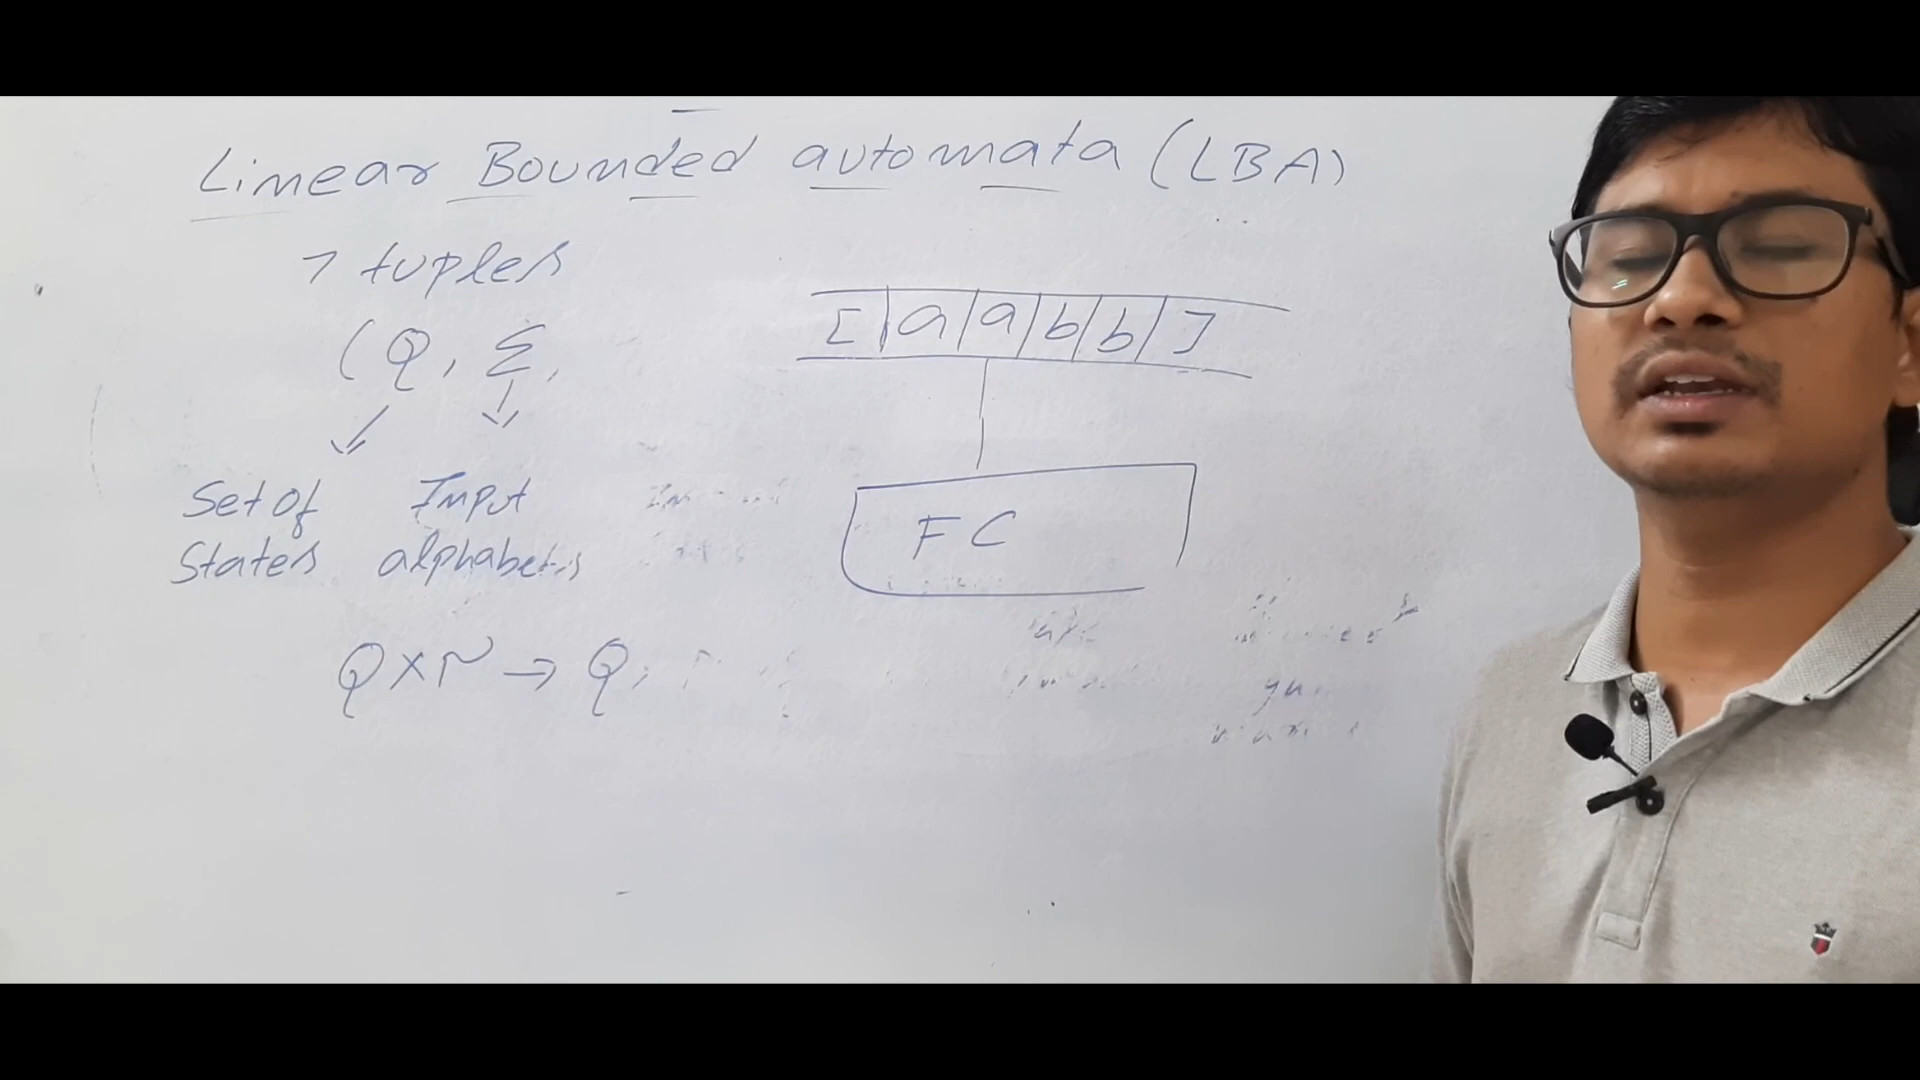 Linear Bounded automata (LBA)
7 tuples
(Q, Σ,
[ a a b b ]
Set of Input
States alphabets
FC
Q × Γ → Q,